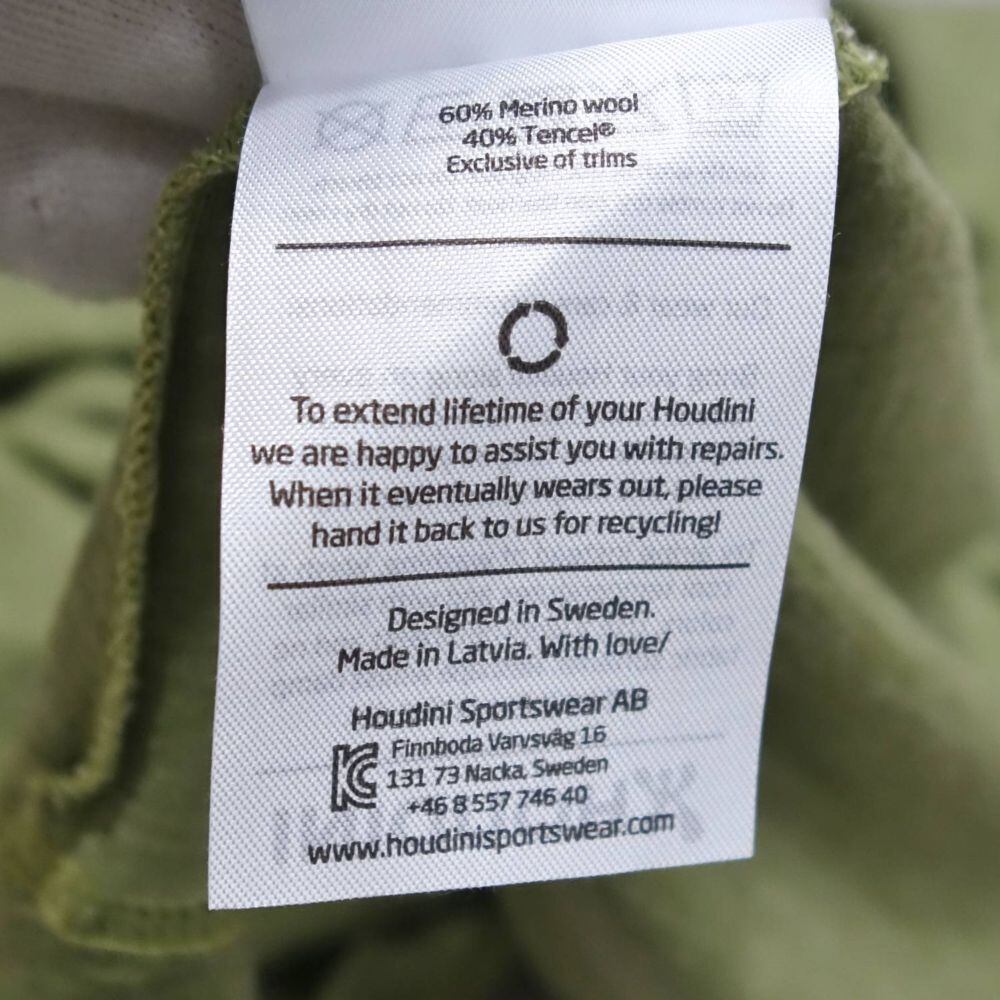 60% Merino wool
40% Tencel®
Exclusive of trims
To extend lifetime of your Houdini
we are happy to assist you with repairs.
When it eventually wears out, please
hand it back to us for recycling!
Designed in Sweden.
Made in Latvia. With love/
Houdini Sportswear AB
Finnboda Varvsväg 16
131 73 Nacka, Sweden
+46 8 557 746 40
www.houdinisportswear.com